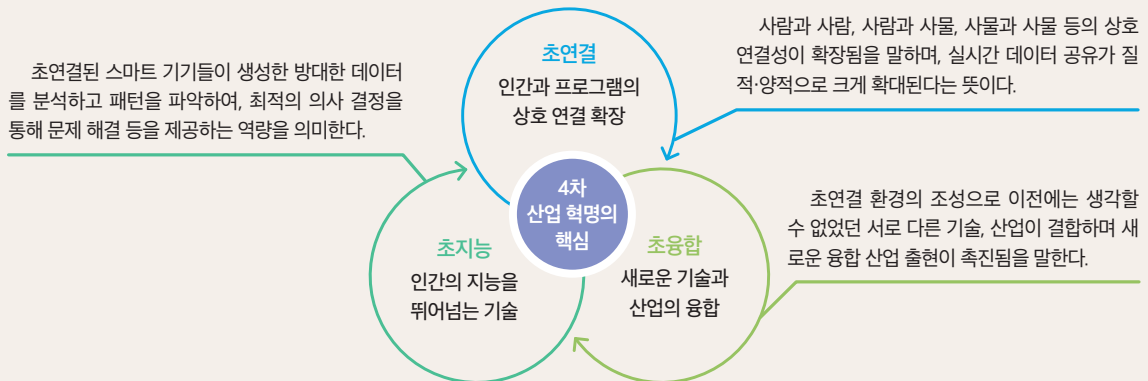 초연결
인간과 프로그램의
상호 연결 확장
사람과 사람, 사람과 사물, 사물과 사물 등의 상호
연결성이 확장됨을 말하며, 실시간 데이터 공유가 질
적·양적으로 크게 확대된다는 뜻이다.
초연결된 스마트 기기들이 생성한 방대한 데이터
를 분석하고 패턴을 파악하여, 최적의 의사 결정을
통해 문제 해결 등을 제공하는 역량을 의미한다.
4차
산업 혁명의
핵심
초지능
인간의 지능을
뛰어넘는 기술
초융합
새로운 기술과
산업의 융합
초연결 환경의 조성으로 이전에는 생각할
수 없었던 서로 다른 기술, 산업이 결합하며 새
로운 융합 산업 출현이 촉진됨을 말한다.